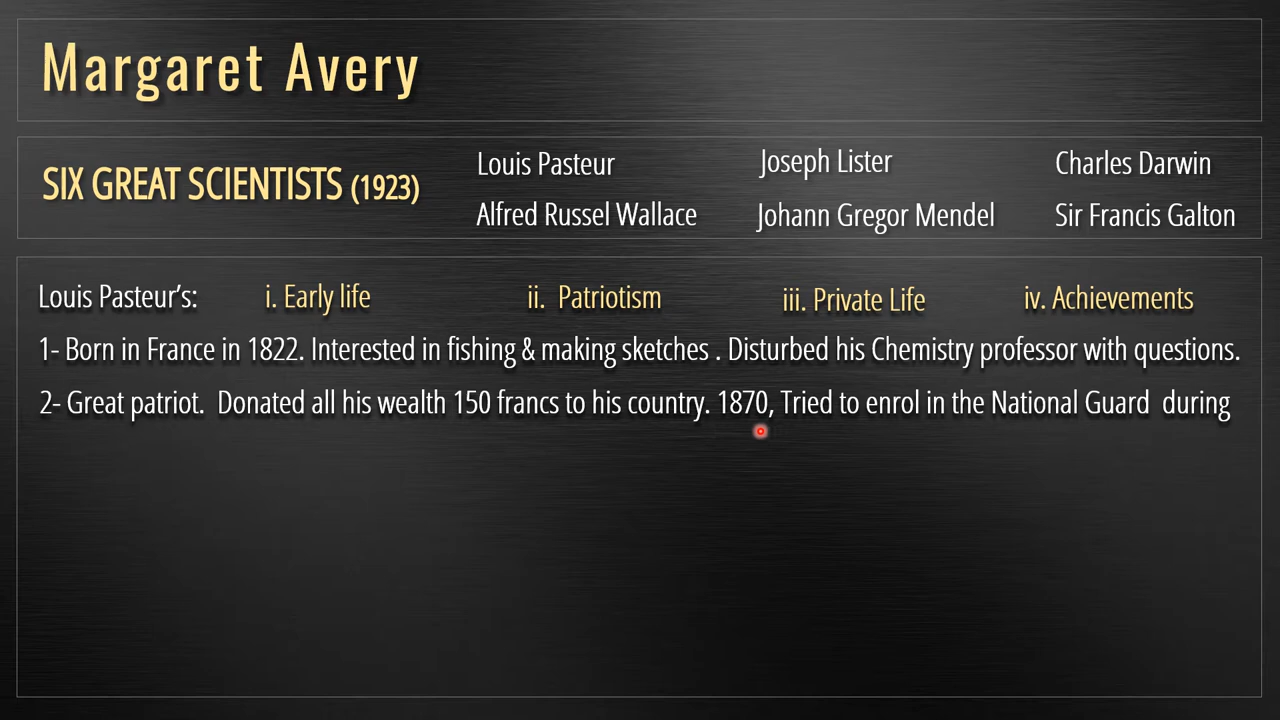 Margaret Avery
SIX GREAT SCIENTISTS (1923)
Louis Pasteur Joseph Lister Charles Darwin
Alfred Russel Wallace Johann Gregor Mendel Sir Francis Galton
Louis Pasteur's: i. Early life ii. Patriotism iii. Private Life iv. Achievements
1- Born in France in 1822. Interested in fishing & making sketches . Disturbed his Chemistry professor with questions.
2- Great patriot. Donated all his wealth 150 francs to his country. 1870, Tried to enrol in the National Guard during